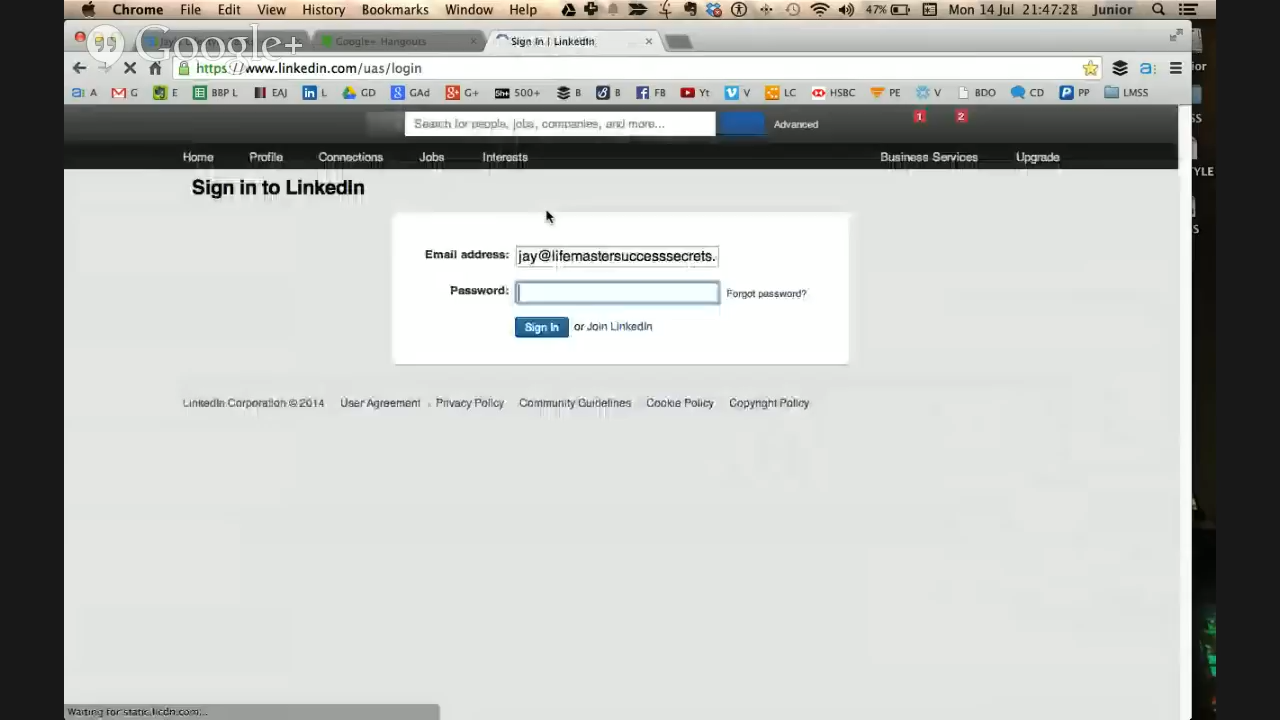 Chrome File Edit View History Bookmarks Window Help 47% Mon 14 Jul 21:47:28 Junior
Google+
Google+ Hangouts × Sign In | LinkedIn ×
https://www.linkedin.com/uas/login
A M G E BBP L EAJ L GD GAd G+ 500+ B B FB Yt V LC HSBC PE V BDO CD PP LMSS
Search for people, jobs, companies, and more... Advanced 1 2
Home Profile Connections Jobs Interests Business Services Upgrade
Sign in to LinkedIn
Email address: jay@lifemastersuccesssecrets.
Password: Forgot password?
Sign In or Join LinkedIn
LinkedIn Corporation © 2014 User Agreement Privacy Policy Community Guidelines Cookie Policy Copyright Policy
Waiting for static.licdn.com...